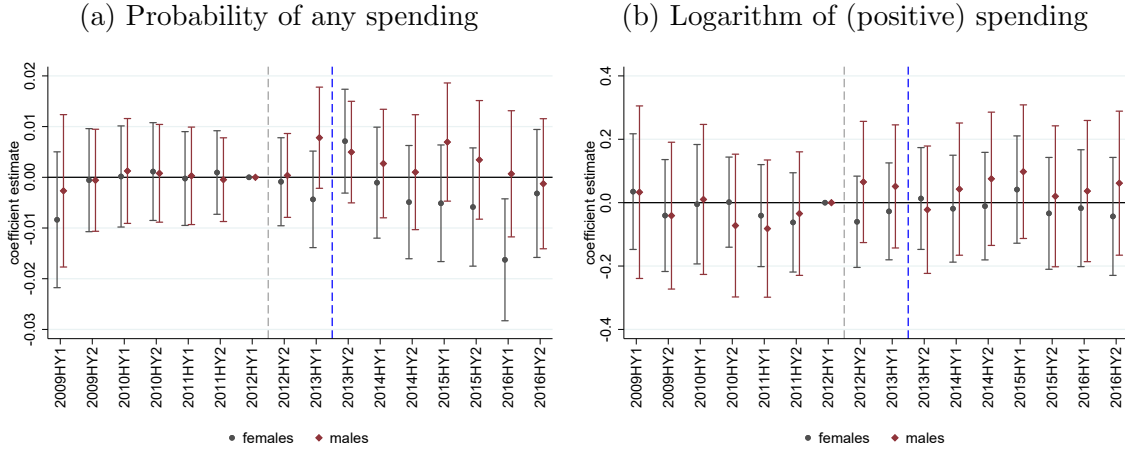 (a) Probability of any spending
(b) Logarithm of (positive) spending
coefficient estimate
0.02
0.01
0.00
-0.01
-0.02
-0.03
2009HY1
2009HY2
2010HY1
2010HY2
2011HY1
2011HY2
2012HY1
2012HY2
2013HY1
2013HY2
2014HY1
2014HY2
2015HY1
2015HY2
2016HY1
2016HY2
females males
coefficient estimate
0.4
0.2
0.0
-0.2
-0.4
2009HY1
2009HY2
2010HY1
2010HY2
2011HY1
2011HY2
2012HY1
2012HY2
2013HY1
2013HY2
2014HY1
2014HY2
2015HY1
2015HY2
2016HY1
2016HY2
females males